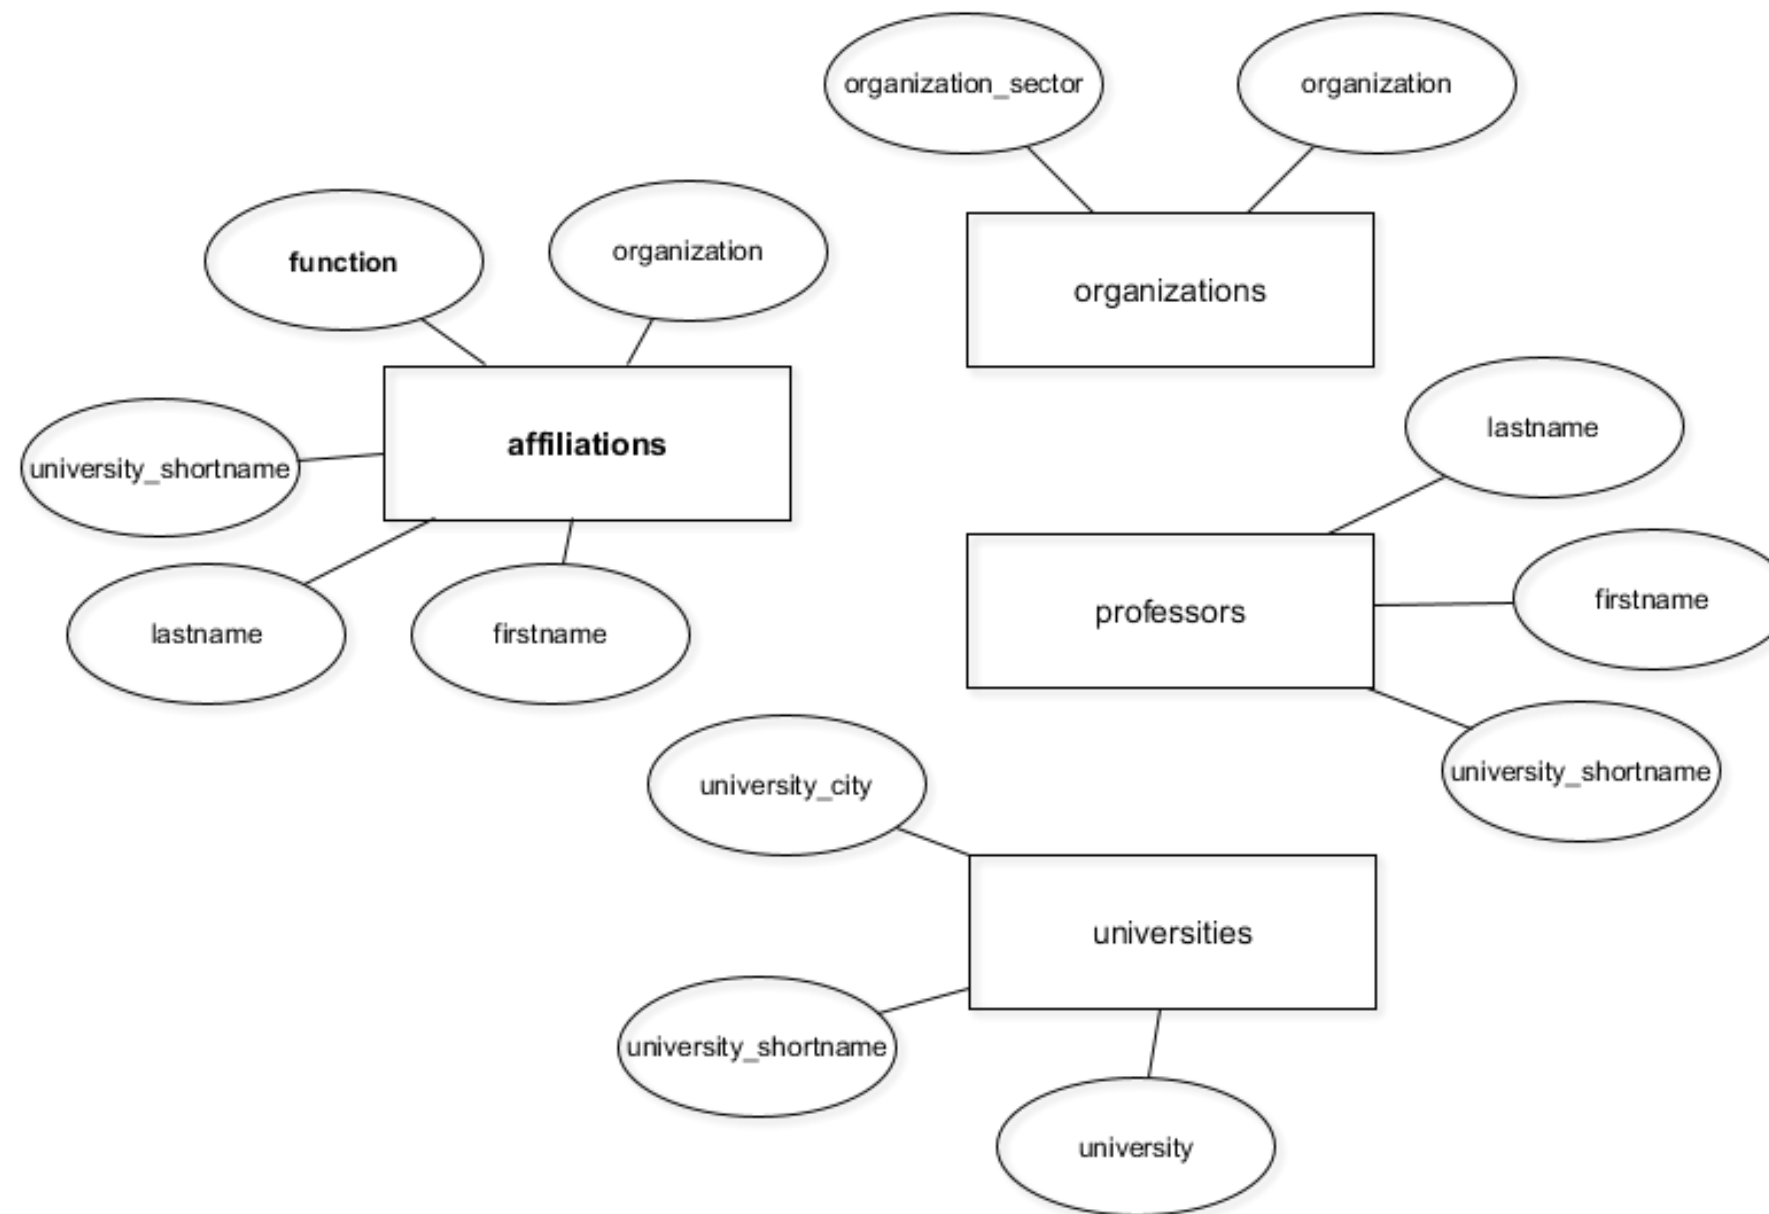 organization_sector
organization
function
organization
organizations
affiliations
lastname
university_shortname
lastname
firstname
professors
firstname
university_city
university_shortname
universities
university_shortname
university